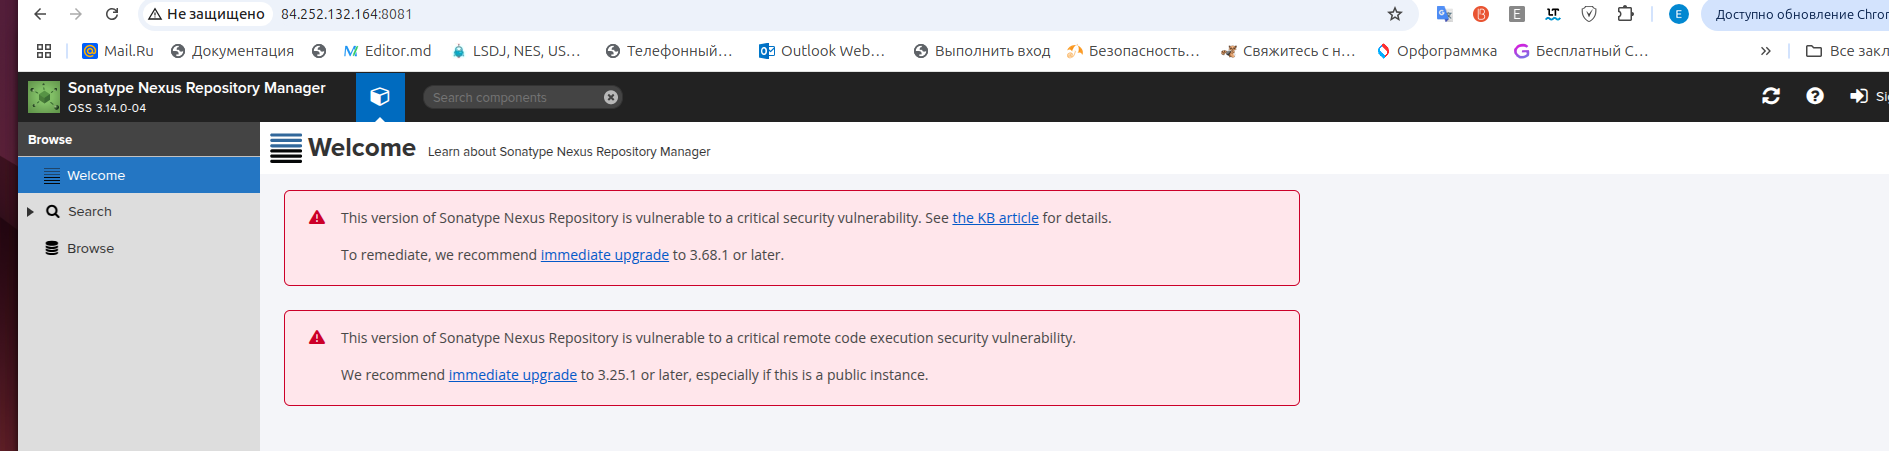 Не защищено 84.252.132.164:8081 Доступно обновление Chro
Mail.Ru Документация Editor.md LSDJ, NES, US... Телефонный... Outlook Web... Выполнить вход Безопасность... Свяжитесь с н... Орфограммка Бесплатный С... » Все закл
Sonatype Nexus Repository Manager
OSS 3.14.0-04
Search components
Si
Browse
Welcome
Search
Browse
Welcome Learn about Sonatype Nexus Repository Manager
This version of Sonatype Nexus Repository is vulnerable to a critical security vulnerability. See the KB article for details.
To remediate, we recommend immediate upgrade to 3.68.1 or later.
This version of Sonatype Nexus Repository is vulnerable to a critical remote code execution security vulnerability.
We recommend immediate upgrade to 3.25.1 or later, especially if this is a public instance.